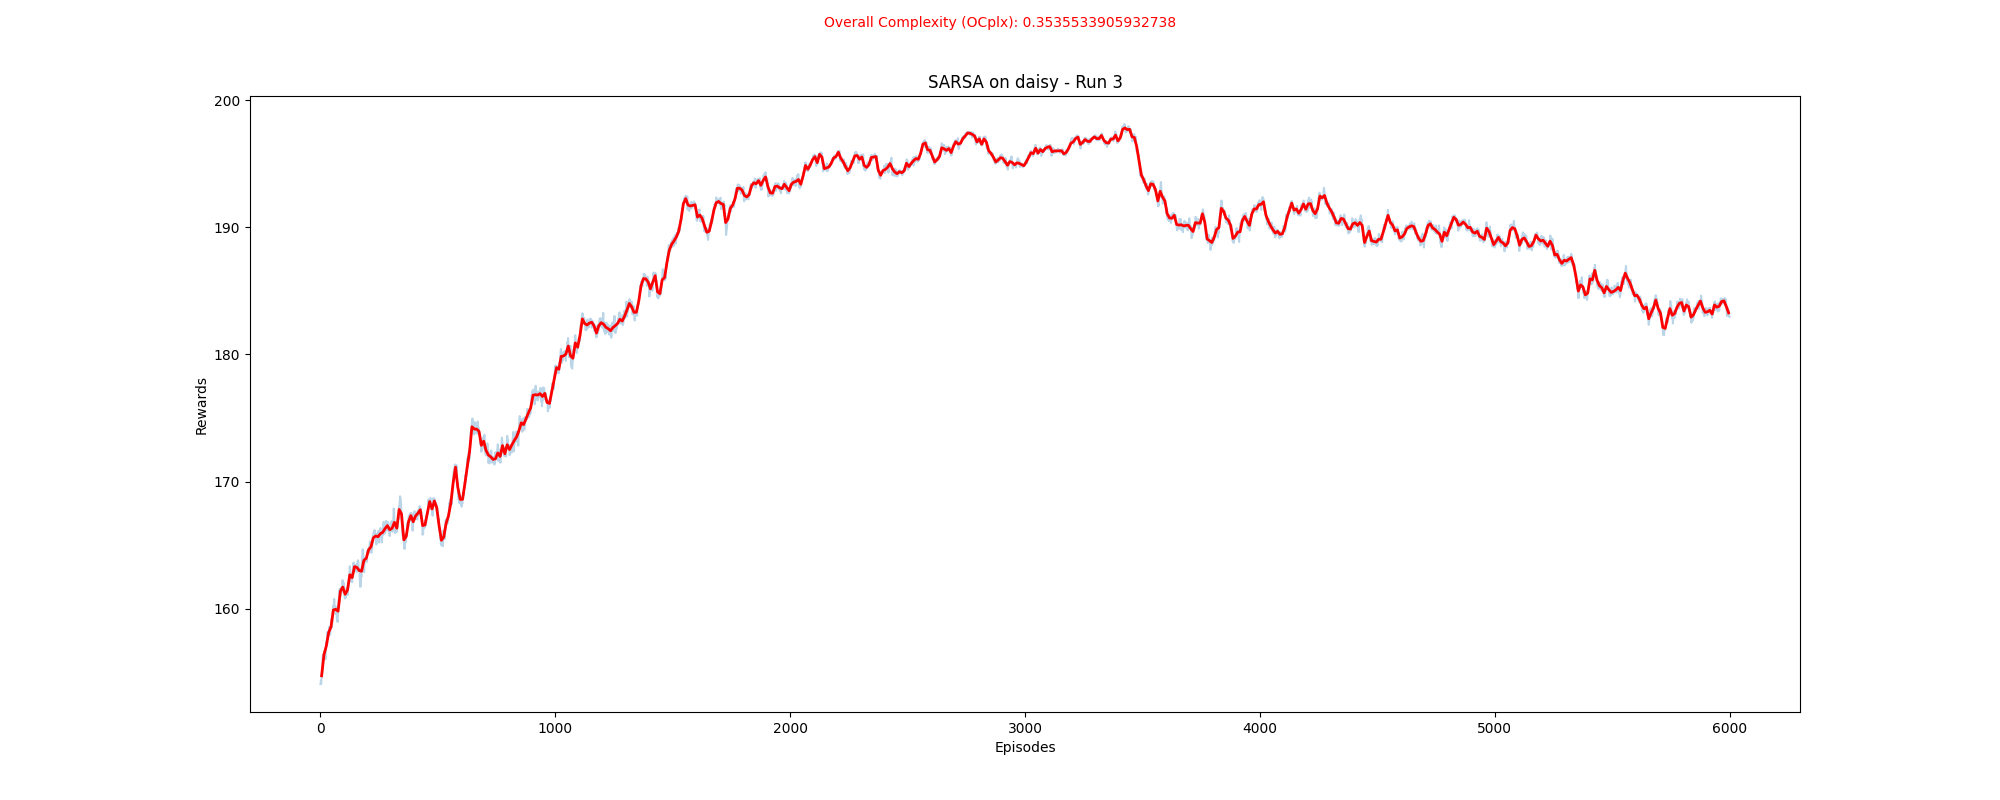 Overall Complexity (OCplx): 0.3535533905932738
SARSA on daisy - Run 3
200
190
180
170
160
Rewards
0 1000 2000 3000 4000 5000 6000
Episodes